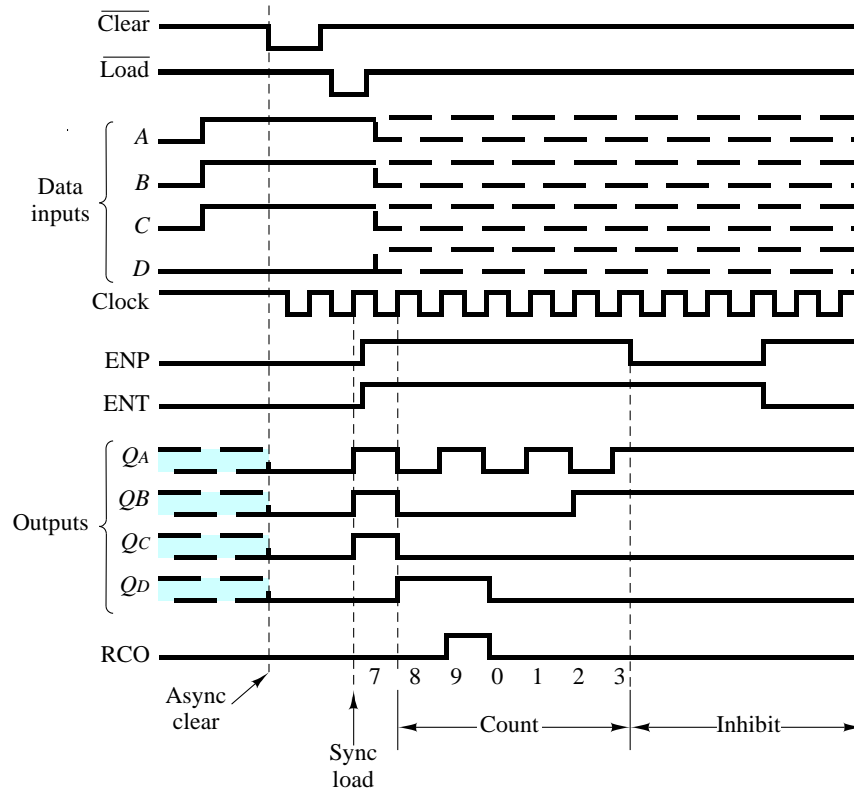 Clear
Load
A
B
Data
inputs
C
D
Clock
ENP
ENT
QA
QB
Outputs
QC
QD
RCO
7 8 9 0 1 2 3
Async
clear
Count
Inhibit
Sync
load